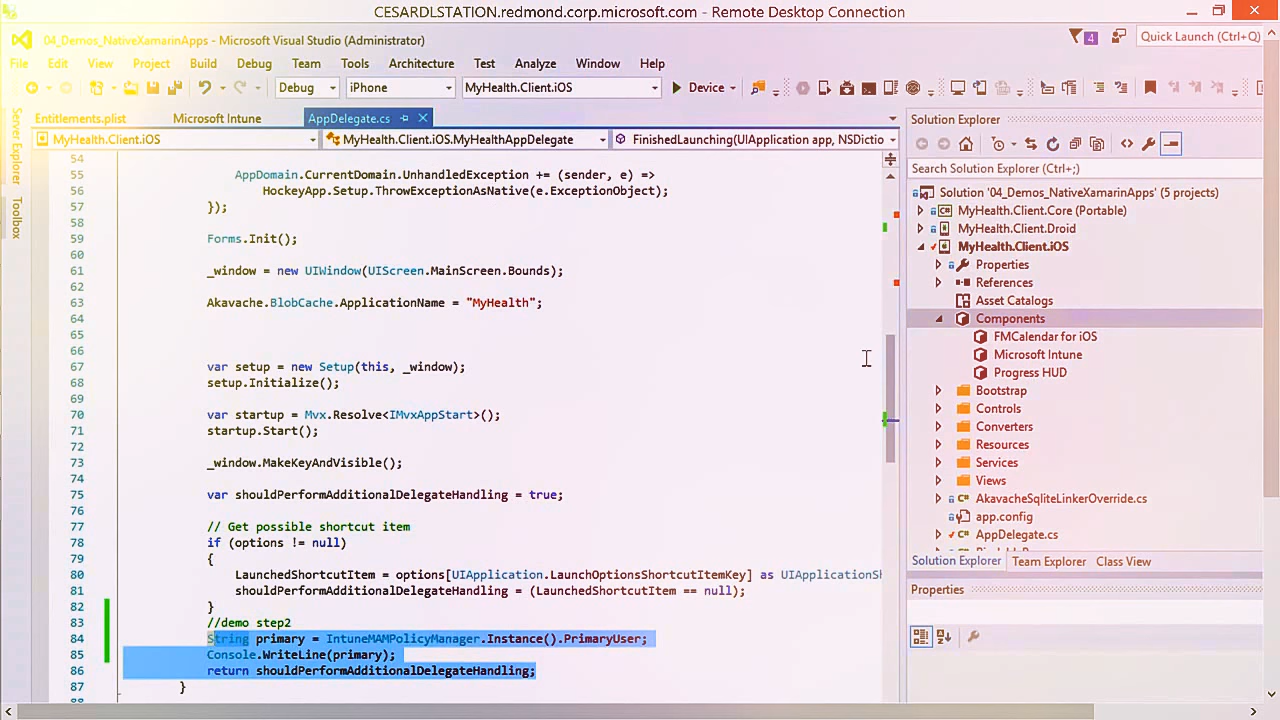 CESARDLSTATION.redmond.corp.microsoft.com - Remote Desktop Connection
04_Demos_NativeXamarinApps - Microsoft Visual Studio (Administrator)
4
Quick Launch (Ctrl+Q)
File Edit View Project Build Debug Team Tools Architecture Test Analyze Window Help
Debug iPhone MyHealth.Client.iOS Device
Server Explorer
Toolbox
Entitlements.plist Microsoft Intune AppDelegate.cs
MyHealth.Client.iOS MyHealth.Client.iOS.MyHealthAppDelegate FinishedLaunching(UIApplication app, NSDictio
54
55 AppDomain.CurrentDomain.UnhandledException += (sender, e) =>
56 HockeyApp.Setup.ThrowExceptionAsNative(e.ExceptionObject);
57 });
58
59 Forms.Init();
60
61 _window = new UIWindow(UIScreen.MainScreen.Bounds);
62
63 Akavache.BlobCache.ApplicationName = "MyHealth";
64
65
66
67 var setup = new Setup(this, _window);
68 setup.Initialize();
69
70 var startup = Mvx.Resolve<IMvxAppStart>();
71 startup.Start();
72
73 _window.MakeKeyAndVisible();
74
75 var shouldPerformAdditionalDelegateHandling = true;
76
77 // Get possible shortcut item
78 if (options != null)
79 {
80 LaunchedShortcutItem = options[UIApplication.LaunchOptionsShortcutItemKey] as UIApplicationSh
81 shouldPerformAdditionalDelegateHandling = (LaunchedShortcutItem == null);
82 }
83 //demo step2
84 String primary = IntuneMAMPolicyManager.Instance().PrimaryUser;
85 Console.WriteLine(primary);
86 return shouldPerformAdditionalDelegateHandling;
87 }
88
Solution Explorer
Search Solution Explorer (Ctrl+;)
Solution '04_Demos_NativeXamarinApps' (5 projects)
MyHealth.Client.Core (Portable)
MyHealth.Client.Droid
MyHealth.Client.iOS
Properties
References
Asset Catalogs
Components
FMCalendar for iOS
Microsoft Intune
Progress HUD
Bootstrap
Controls
Converters
Resources
Services
Views
AkavacheSqliteLinkerOverride.cs
app.config
AppDelegate.cs
Solution Explorer Team Explorer Class View
Properties